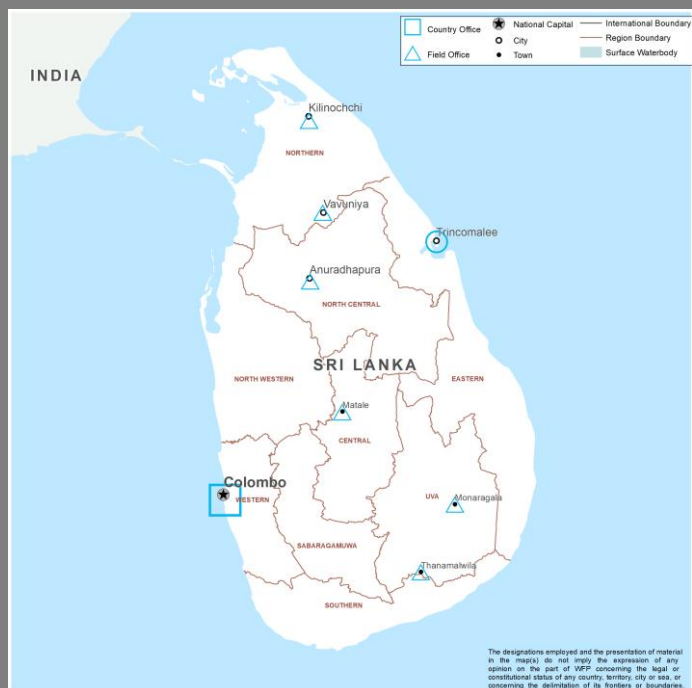 Country Office
National Capital
International Boundary
City
Region Boundary
Field Office
Town
Surface Waterbody
INDIA
Kilinochchi
NORTHERN
Vavuniya
Trincomalee
Anuradhapura
NORTH CENTRAL
SRI LANKA
NORTH WESTERN
EASTERN
Matale
CENTRAL
Colombo
WESTERN
UVA
Monaragala
SABARAGAMUWA
Thanamalwila
SOUTHERN
The designations employed and the presentation of material
in the map(s) do not imply the expression of any
opinion on the part of WFP concerning the legal or
constitutional status of any country, territory, city or sea, or
concerning the delimitation of its frontiers or boundaries.